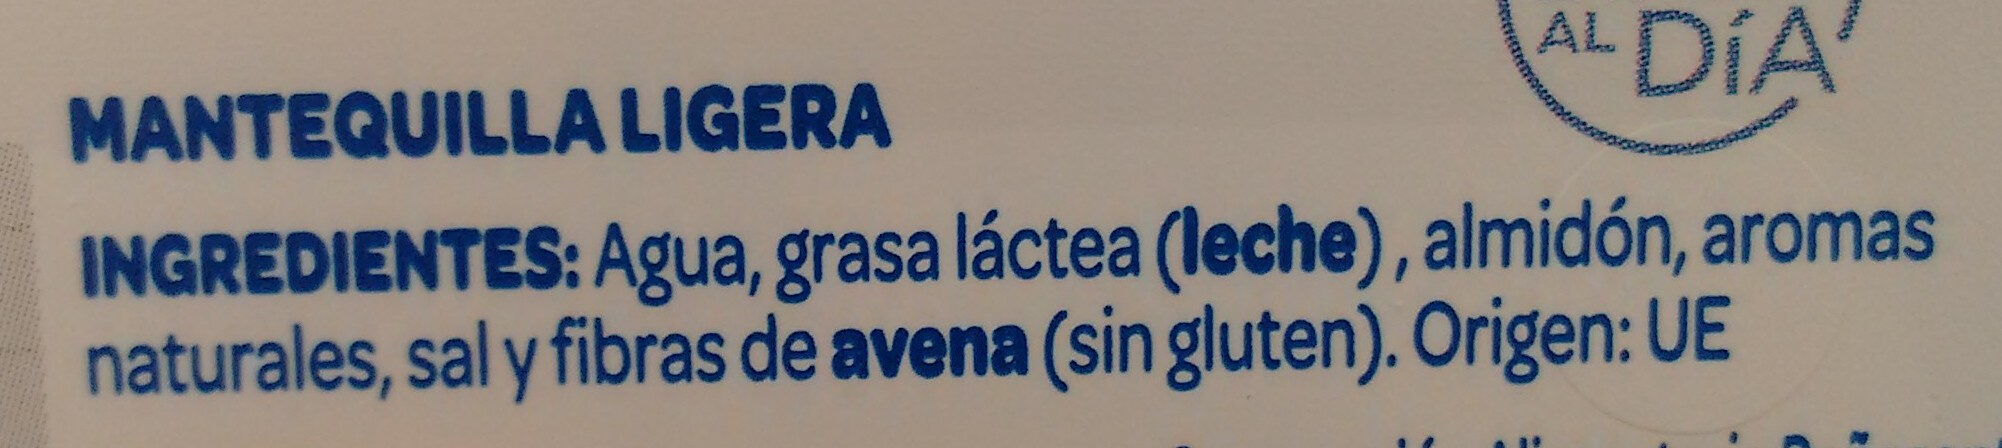 AL DíA
MANTEQUILLA LIGERA
INGREDIENTES: Agua, grasa láctea (leche) , almidón, aromas
naturales, sal y fibras de avena (sin gluten). Origen: UE